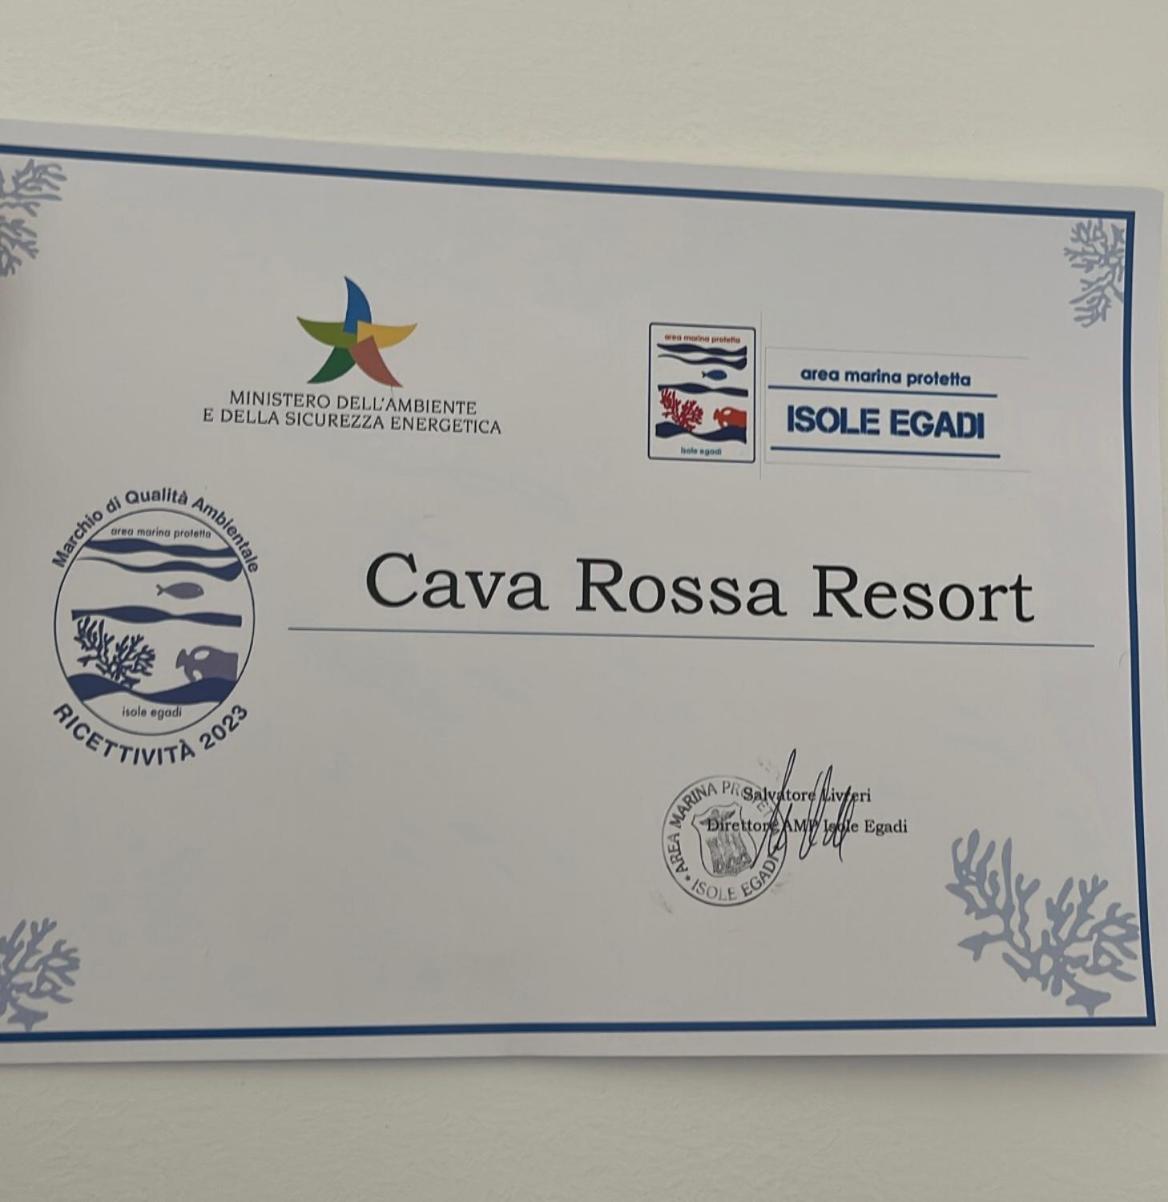 MINISTERO DELL'AMBIENTE
E DELLA SICUREZZA ENERGETICA
area marina protetta
isole egadi
area marina protetta
ISOLE EGADI
Marchio di Qualità Ambientale
area marina protetta
isole egadi
RICETTIVITÀ 2023
Cava Rossa Resort
Salvatore Livreri
Direttore AMP Isole Egadi
AREA MARINA
ISOLE EGADI